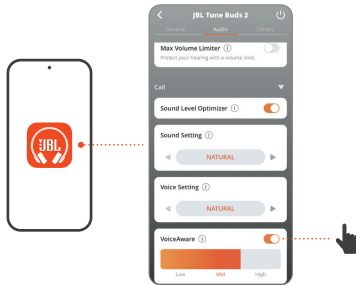 JBL
JBL Tune Buds 2
General Audio Others
Max Volume Limiter
Protect your hearing with a volume limit.
Call
Sound Level Optimizer
Sound Setting
NATURAL
Voice Setting
NATURAL
VoiceAware
Low Mid High